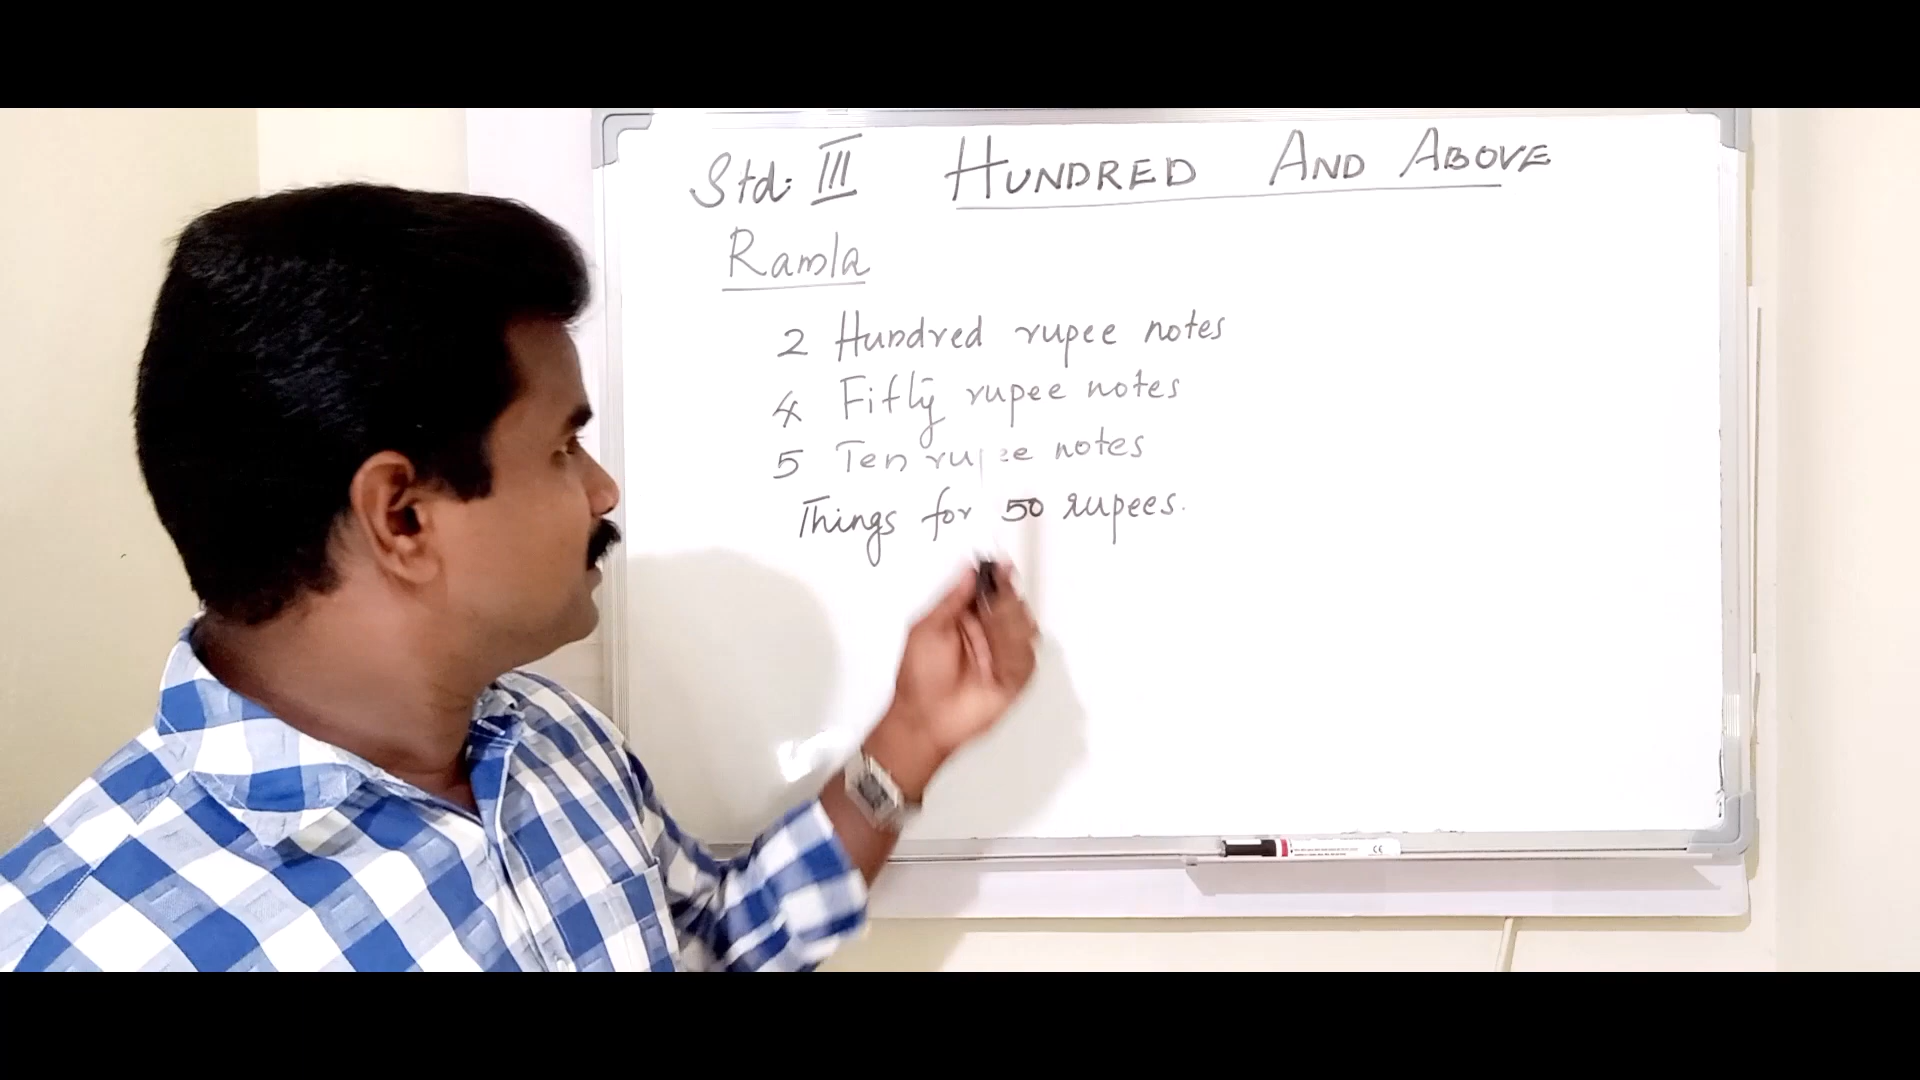 Std: III HUNDRED AND ABOVE
Ramla
2 Hundred rupee notes
4 Fifty rupee notes
5 Ten rupee notes
Things for 50 rupees.
CE